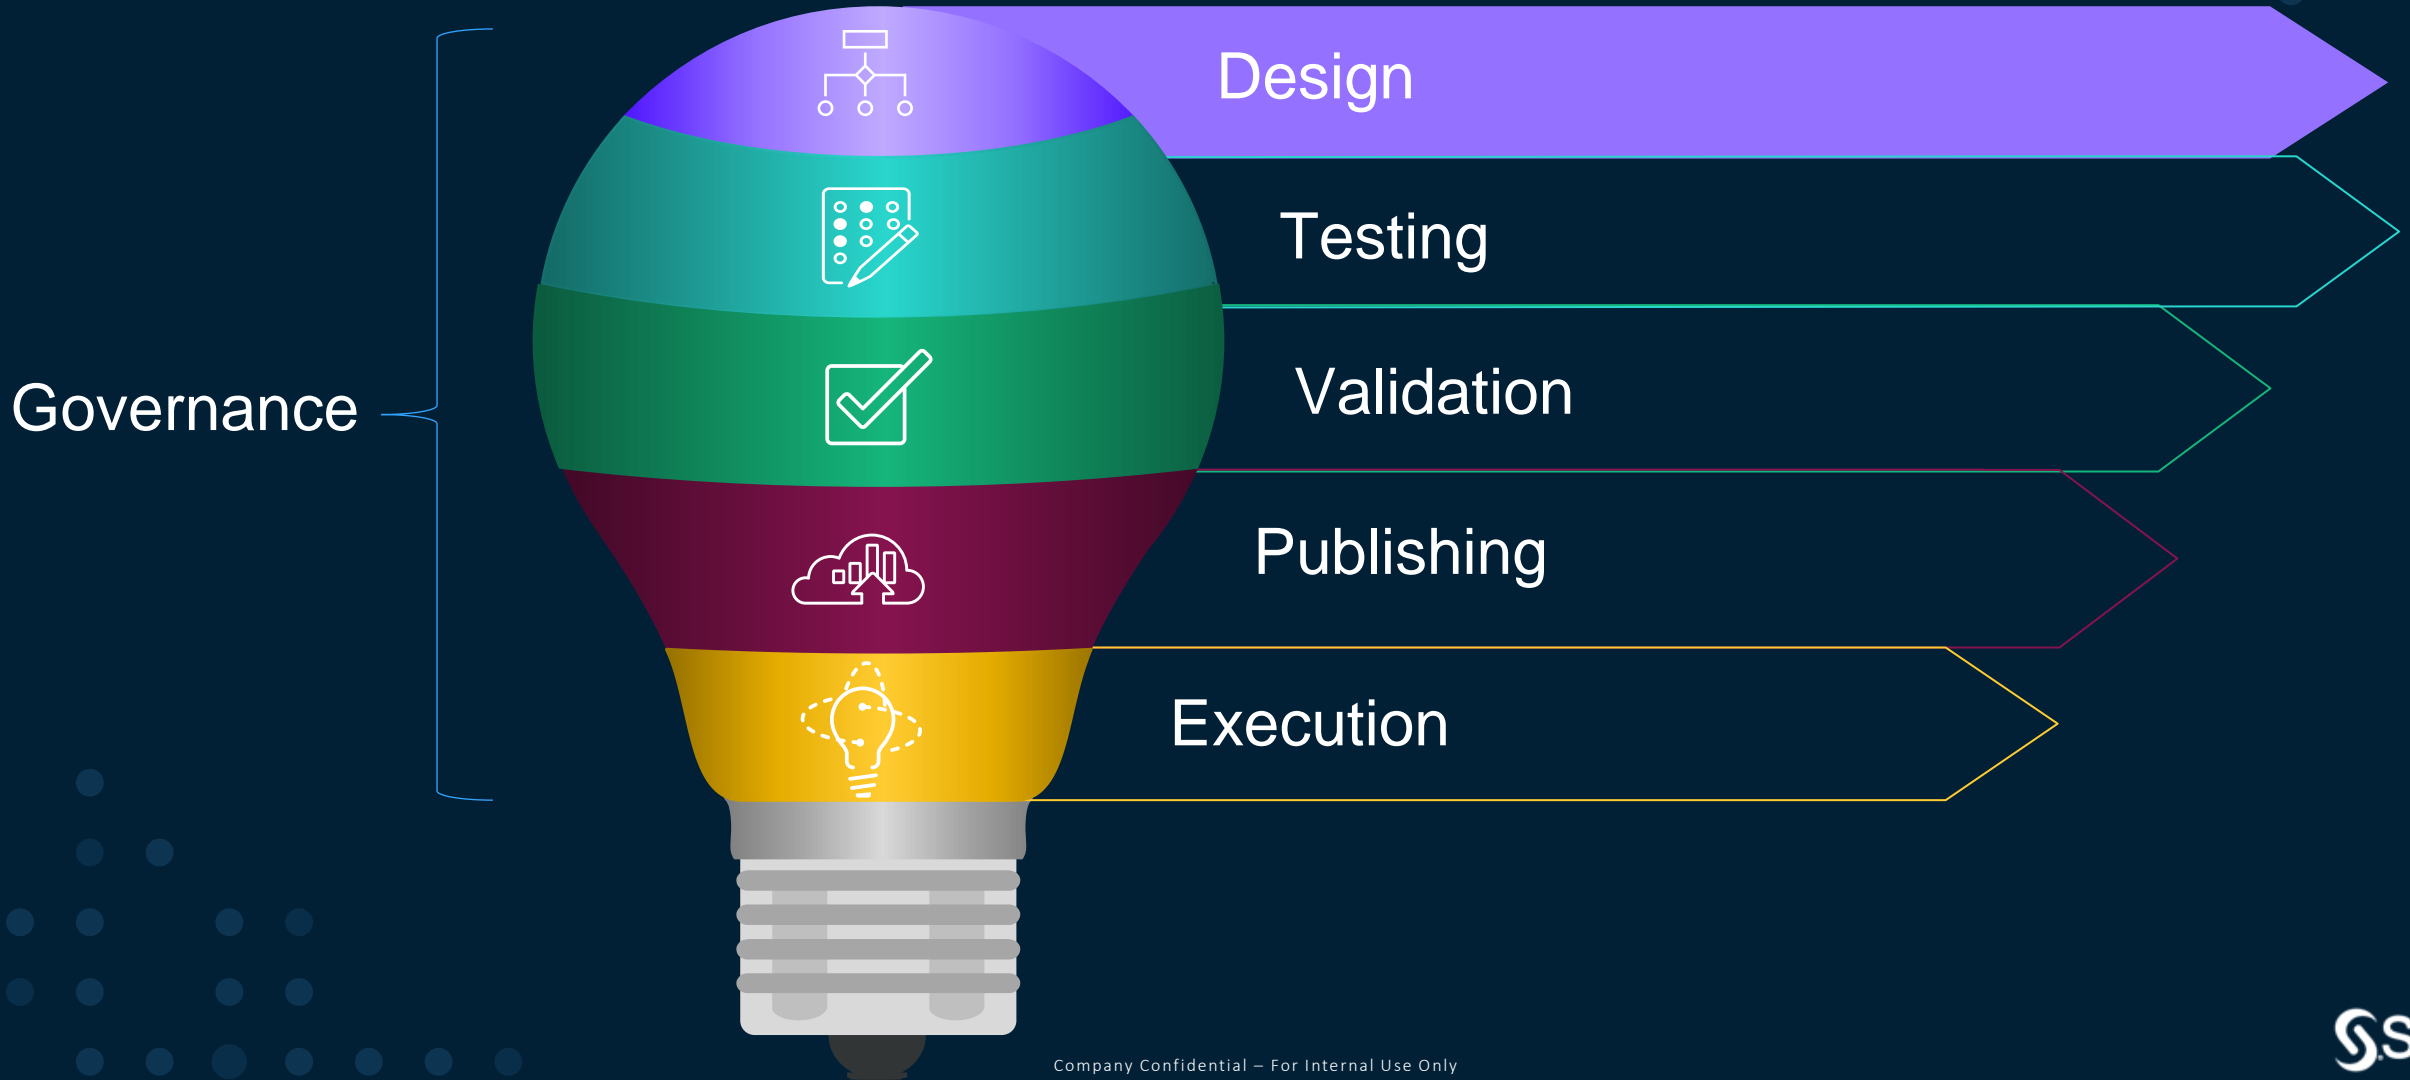 Design
Testing
Validation
Governance
Publishing
Execution
Company Confidential – For Internal Use Only